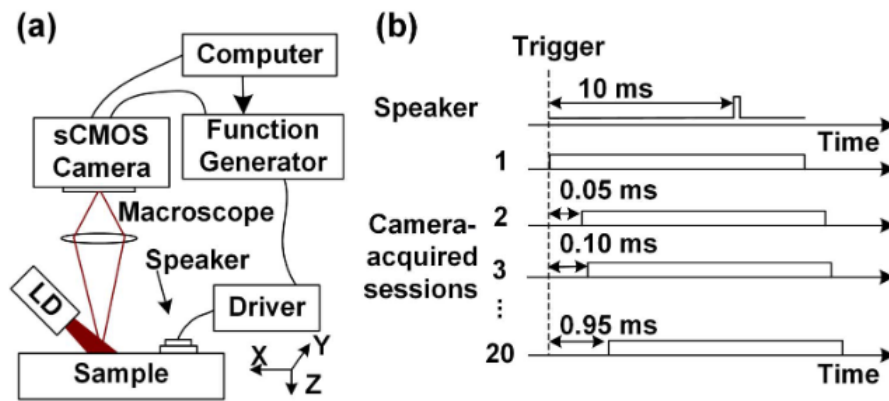 (a)
Computer
sCMOS
Camera
Function
Generator
Macroscope
Speaker
LD
Driver
Sample
X
Y
Z
(b)
Trigger
Speaker
10 ms
Time
1
0.05 ms
2
Camera-
acquired
sessions
0.10 ms
3
...
0.95 ms
20
Time